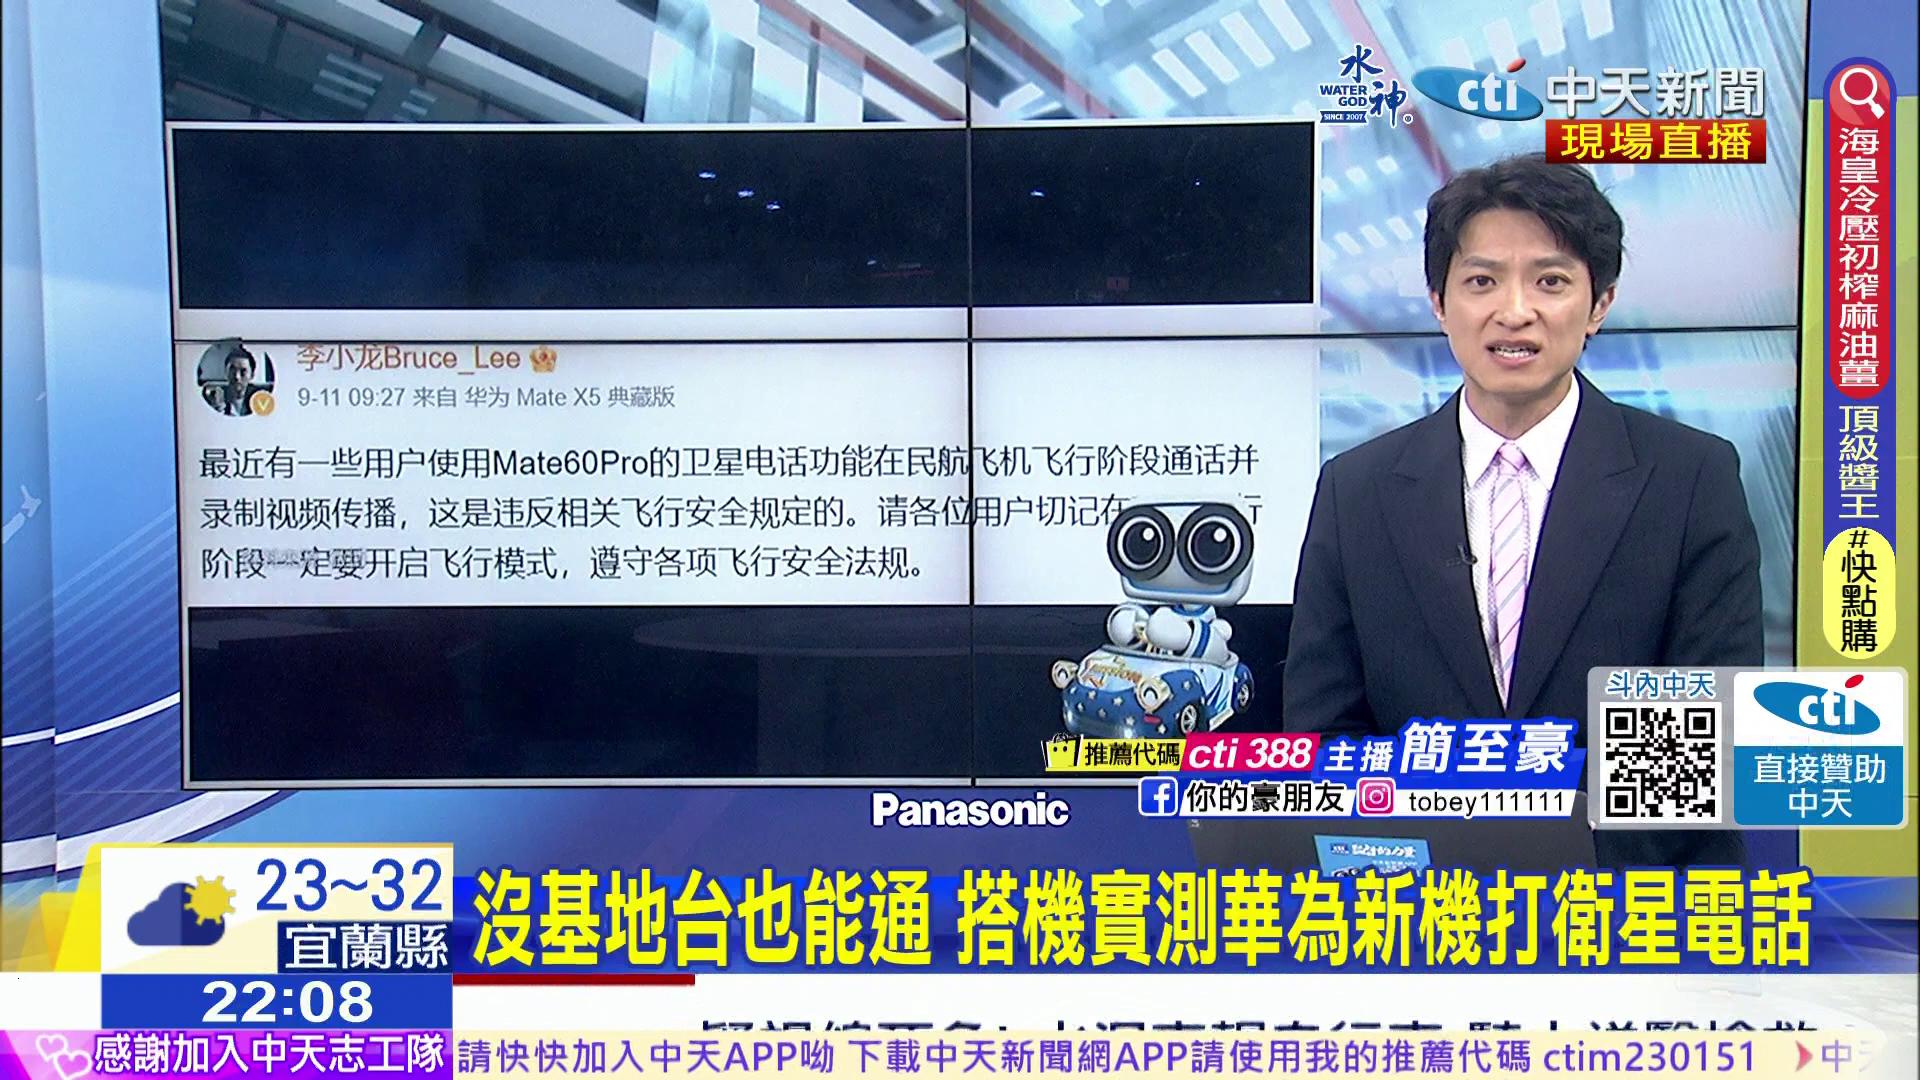 水神
WATER GOD
SINCE 2007
cti 中天新聞
現場直播
海皇冷壓初榨麻油薑 頂級醬王 #快點購
李小龙Bruce_Lee
9-11 09:27 来自 华为 Mate X5 典藏版
最近有一些用户使用Mate60Pro的卫星电话功能在民航飞机飞行阶段通话并
录制视频传播，这是违反相关飞行安全规定的。请各位用户切记在 行
阶段一定要开启飞行模式，遵守各项飞行安全法规。
推薦代碼 cti 388 主播 簡至豪
你的豪朋友 tobey111111
斗內中天
cti
直接贊助
中天
Panasonic
23~32
宜蘭縣
22:08
沒基地台也能通 搭機實測華為新機打衛星電話
感謝加入中天志工隊 請快快加入中天APP呦 下載中天新聞網APP請使用我的推薦代碼 ctim230151 中天